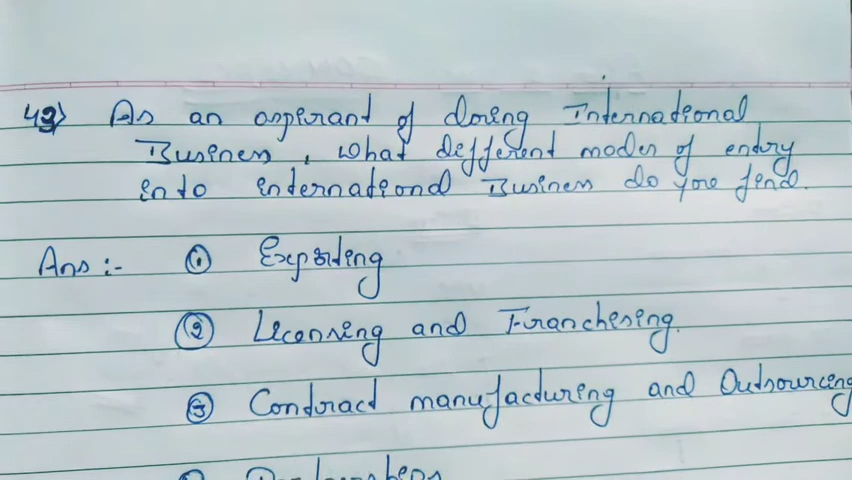 43) As an aspirant of doing International
Business, what different modes of entry
into international Business do you find.
Ans :- ① Exporting
② Licensing and Franchising.
③ Contract manufacturing and Outsourcing